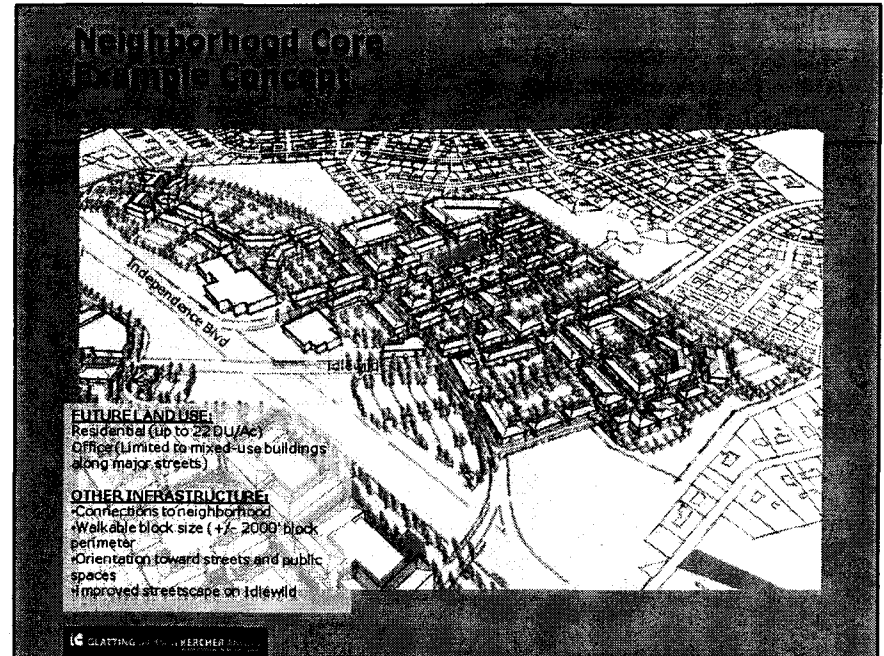 Neighborhood Core
Example Concept
Independence Blvd
Idlewild
FUTURE LAND USE:
Residential (up to 22 DU/Ac)
Office (Limited to mixed-use buildings
along major streets)
OTHER INFRASTRUCTURE:
•Connections to neighborhood
•Walkable block size (+/- 2000' block
perimeter
•Orientation toward streets and public
spaces
•Improved streetscape on Idlewild
GLATTING KERCHER